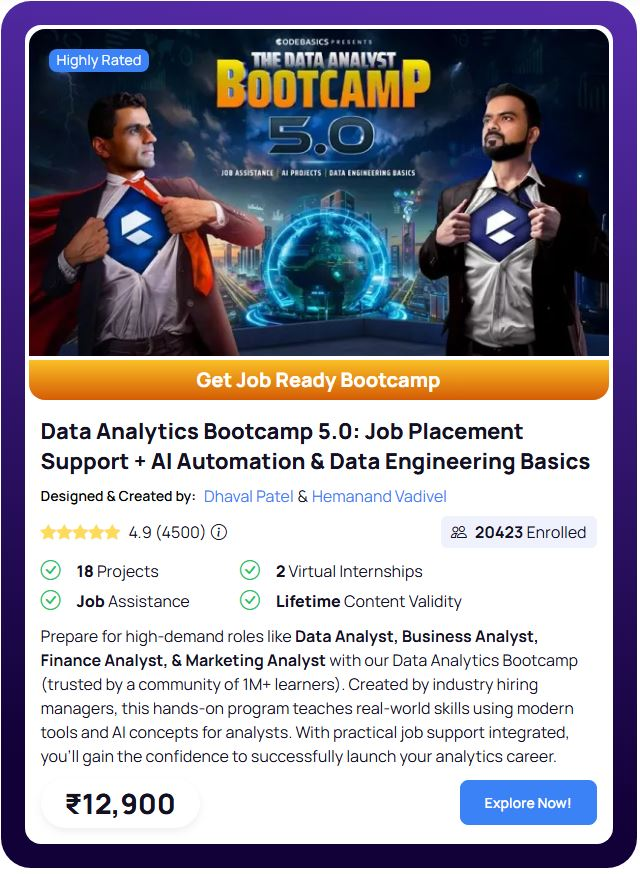 CODEBASICS PRESENTS
Highly Rated
THE DATA ANALYST
BOOTCAMP
5.0
JOB ASSISTANCE | AI PROJECTS | DATA ENGINEERING BASICS
Get Job Ready Bootcamp
Data Analytics Bootcamp 5.0: Job Placement
Support + AI Automation & Data Engineering Basics
Designed & Created by: Dhaval Patel & Hemanand Vadivel
4.9 (4500)
20423 Enrolled
18 Projects
2 Virtual Internships
Job Assistance
Lifetime Content Validity
Prepare for high-demand roles like Data Analyst, Business Analyst,
Finance Analyst, & Marketing Analyst with our Data Analytics Bootcamp
(trusted by a community of 1M+ learners). Created by industry hiring
managers, this hands-on program teaches real-world skills using modern
tools and AI concepts for analysts. With practical job support integrated,
you'll gain the confidence to successfully launch your analytics career.
₹12,900
Explore Now!